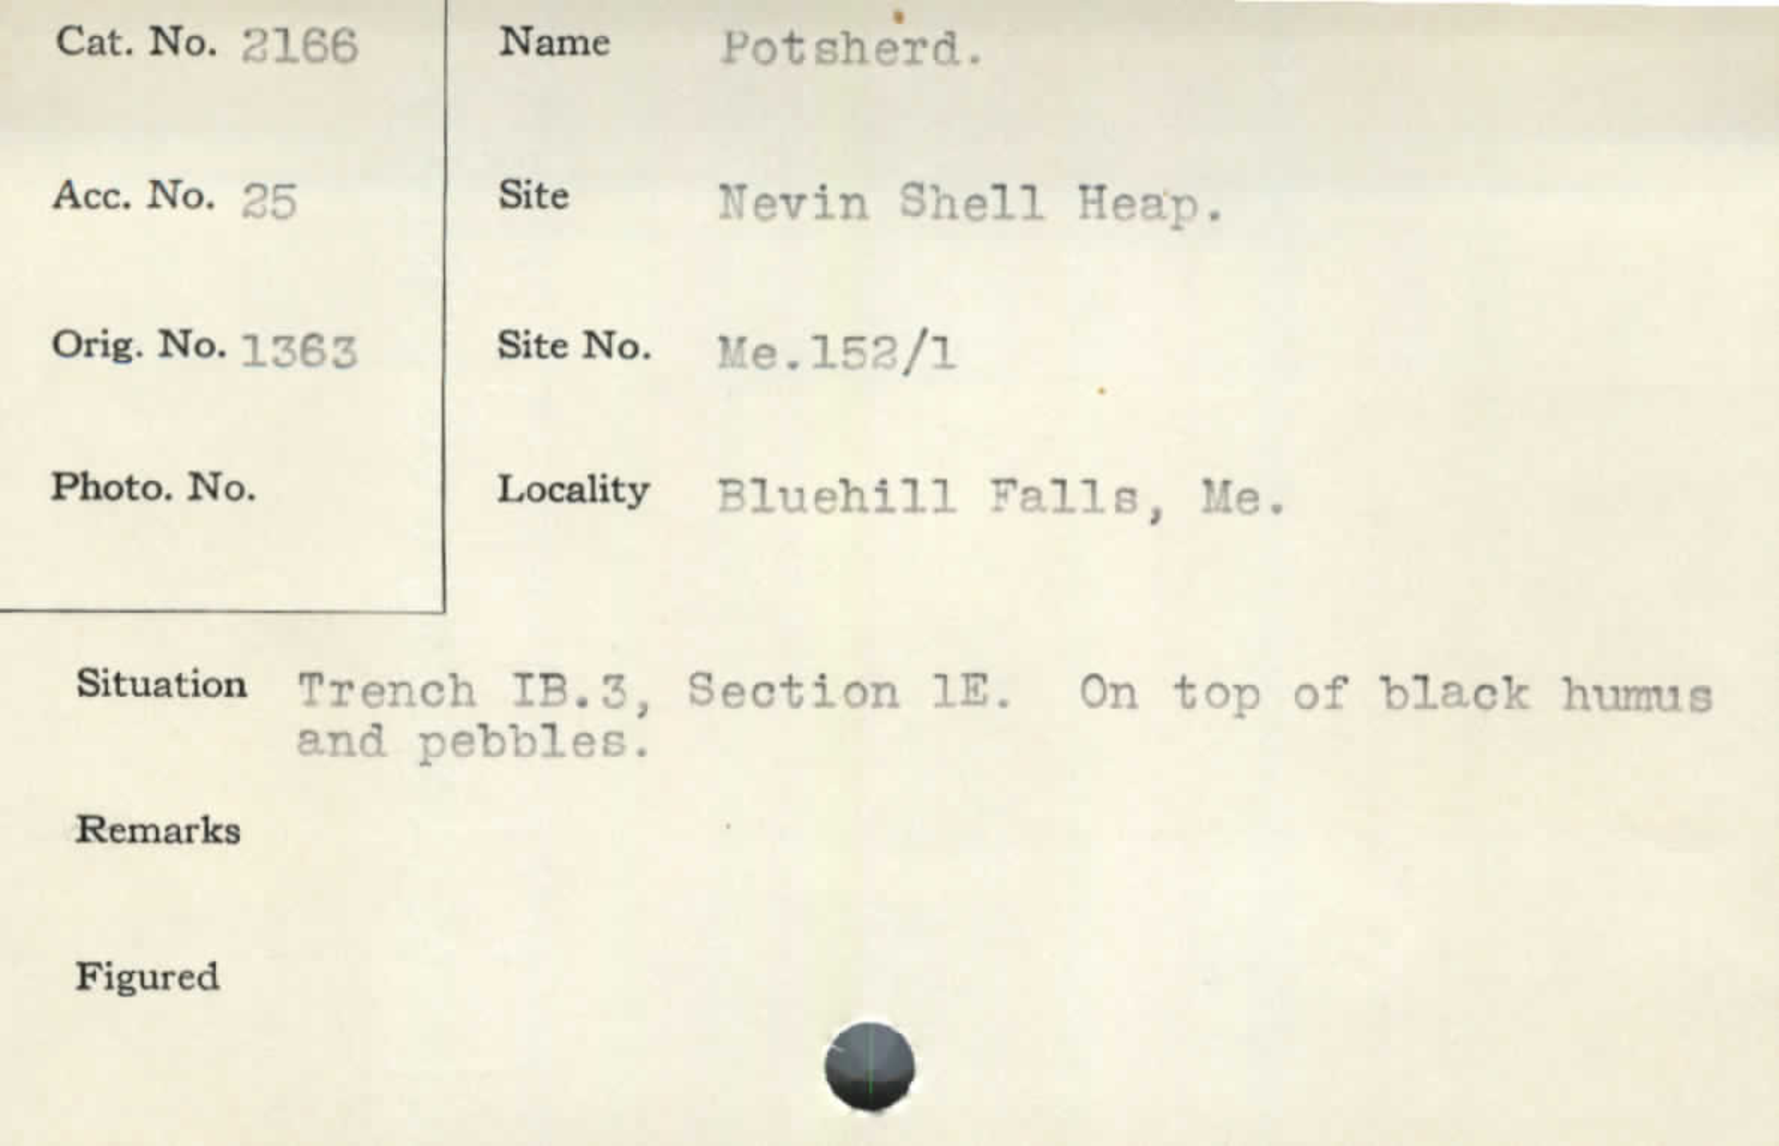 Cat. No. 2166
Name Potsherd.
Acc. No. 25
Site Nevin Shell Heap.
Orig. No. 1363
Site No. Me.152/1
Photo. No.
Locality Bluehill Falls, Me.
Situation Trench IB.3, Section 1E. On top of black humus
and pebbles.
Remarks
Figured